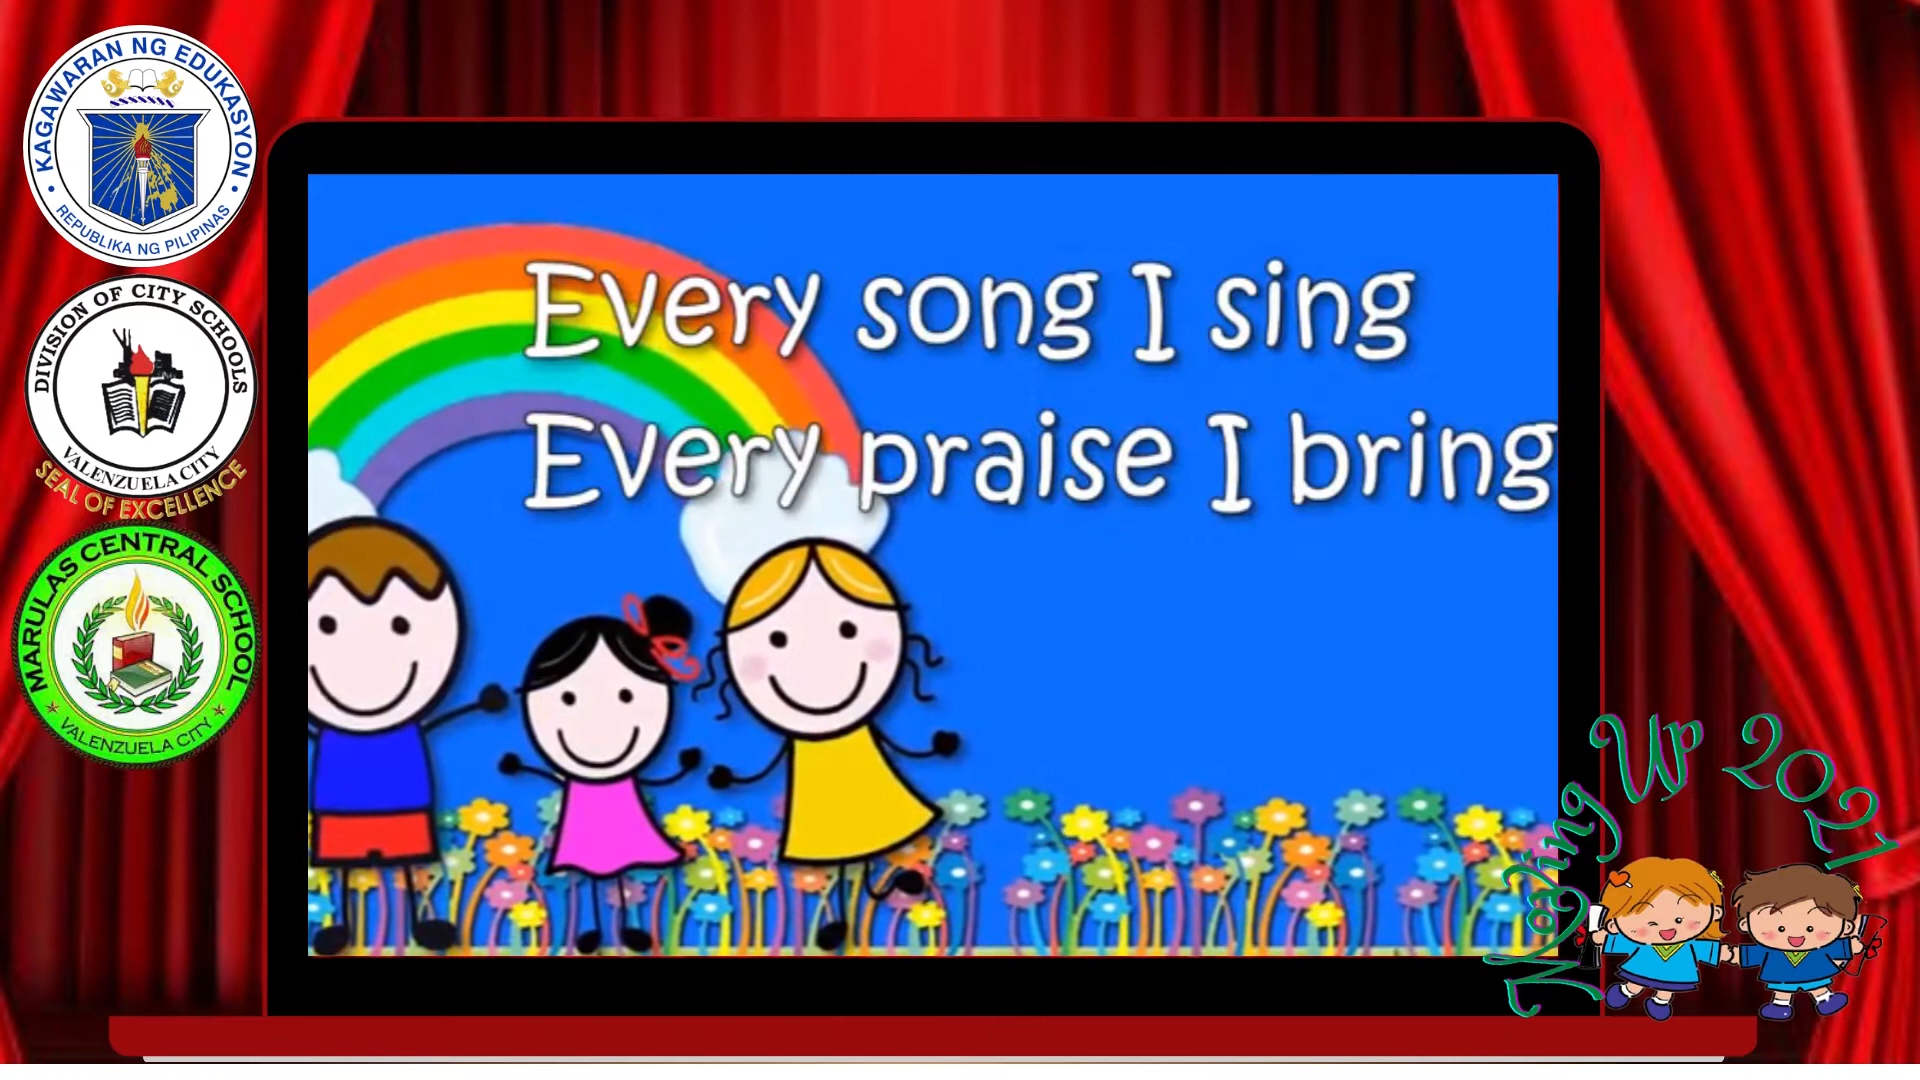 KAGAWARAN NG EDUKASYON
REPUBLIKA NG PILIPINAS
DIVISION OF CITY SCHOOLS
VALENZUELA CITY
SEAL OF EXCELLENCE
MARULAS CENTRAL SCHOOL
VALENZUELA CITY
Every song I sing
Every praise I bring
Moving Up 2021